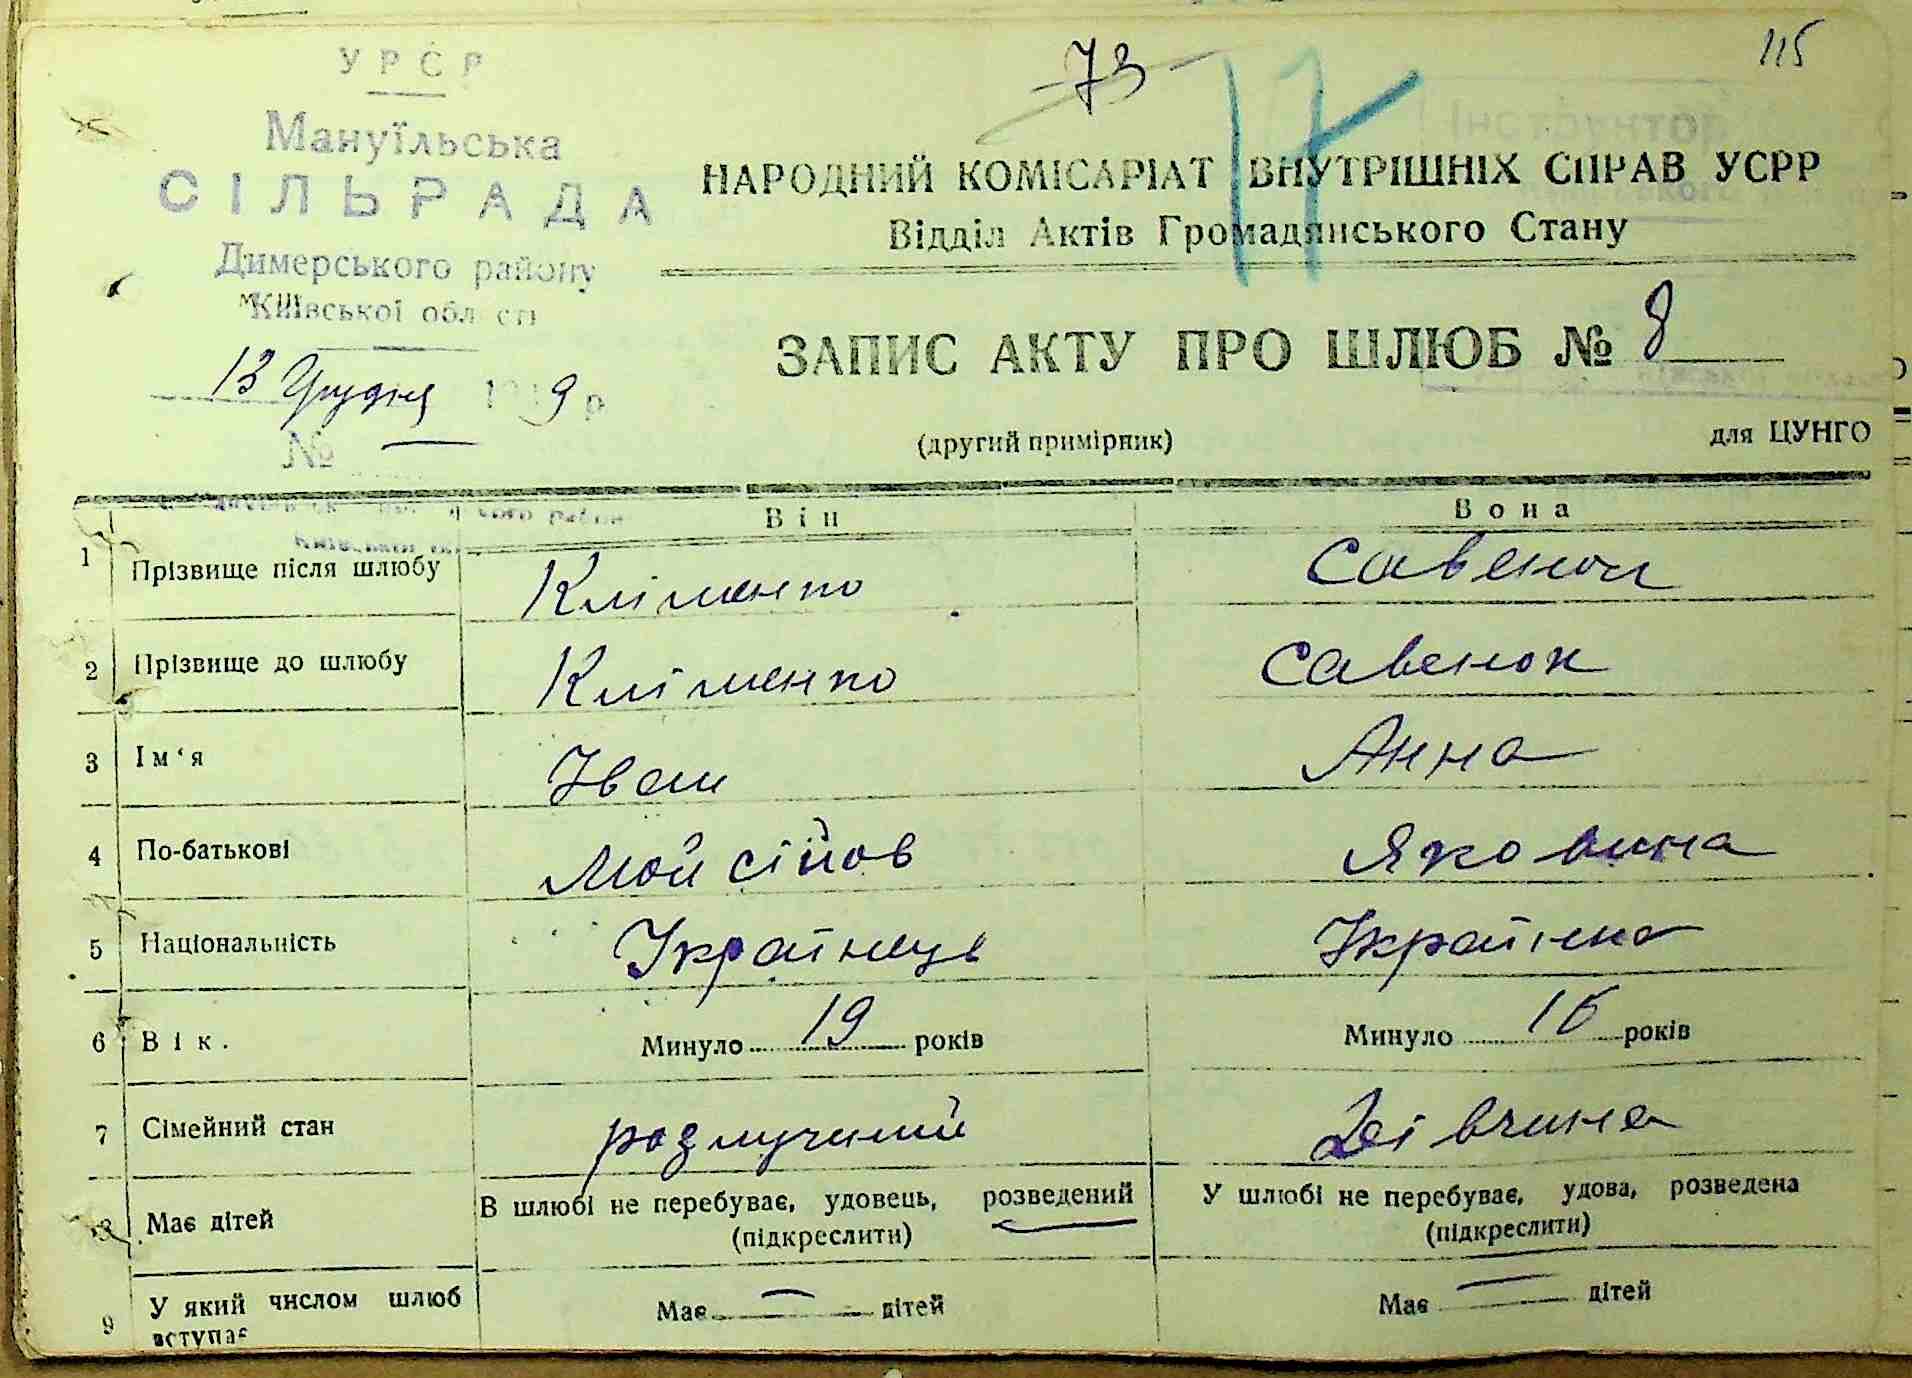 115
73
17
УРСР
Мануїльська
СІЛЬРАДА
Димерського району
Київської обл сті
13 Грудня 19 9 р
№
НАРОДНИЙ КОМІСАРІАТ ВНУТРІШНІХ СПРАВ УСРР
Відділ Актів Громадянського Стану
Інструктор
ЗАПИС АКТУ ПРО ШЛЮБ № 8
(другий примірник) для ЦУНГО
Він Вона
1 Прізвище після шлюбу Кліменко Савенок
2 Прізвище до шлюбу Кліменко Савенок
3 Ім'я Іван Анна
4 По-батькові Мойсійов Яковина
5 Національність Українець Українка
6 Вік. Минуло 19 років Минуло 16 років
7 Сімейний стан розлучений Дівчина
В шлюбі не перебуває, удовець, розведений У шлюбі не перебуває, удова, розведена
8 Має дітей (підкреслити) (підкреслити)
9 У який числом шлюб вступає Має — дітей Має — дітей